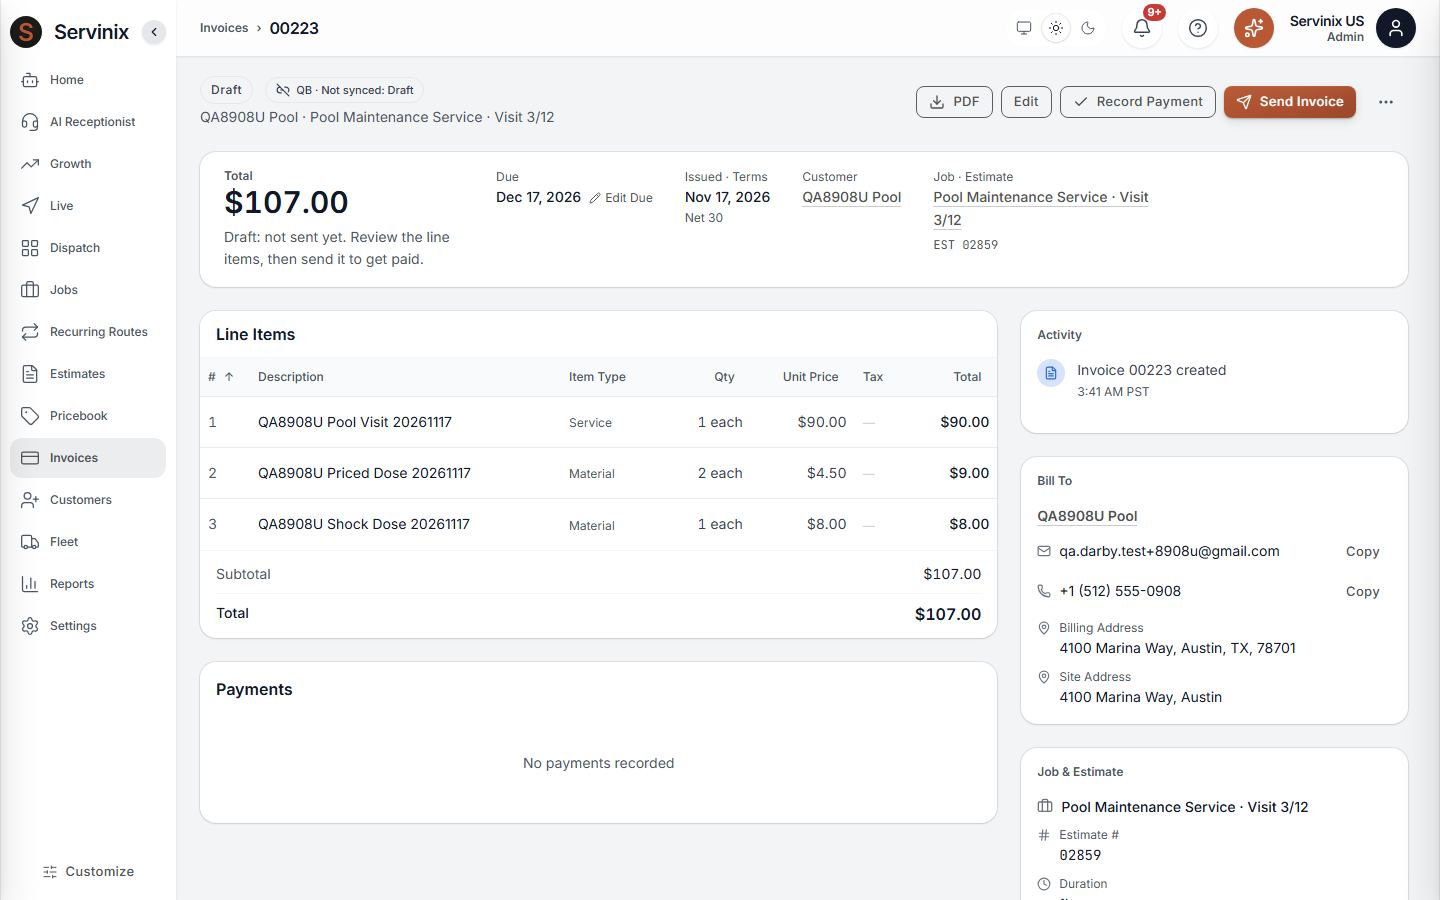 Servinix
Home
AI Receptionist
Growth
Live
Dispatch
Jobs
Recurring Routes
Estimates
Pricebook
Invoices
Customers
Fleet
Reports
Settings
Customize
Invoices › 00223
9+
Servinix US
Admin
Draft
QB · Not synced: Draft
QA8908U Pool · Pool Maintenance Service · Visit 3/12
PDF
Edit
Record Payment
Send Invoice
Total
$107.00
Draft: not sent yet. Review the line
items, then send it to get paid.
Due
Dec 17, 2026 Edit Due
Issued · Terms
Nov 17, 2026
Net 30
Customer
QA8908U Pool
Job · Estimate
Pool Maintenance Service · Visit
3/12
EST 02859
Line Items
# ↑ Description Item Type Qty Unit Price Tax Total
1 QA8908U Pool Visit 20261117 Service 1 each $90.00 — $90.00
2 QA8908U Priced Dose 20261117 Material 2 each $4.50 — $9.00
3 QA8908U Shock Dose 20261117 Material 1 each $8.00 — $8.00
Subtotal $107.00
Total $107.00
Payments
No payments recorded
Activity
Invoice 00223 created
3:41 AM PST
Bill To
QA8908U Pool
qa.darby.test+8908u@gmail.com Copy
+1 (512) 555-0908 Copy
Billing Address
4100 Marina Way, Austin, TX, 78701
Site Address
4100 Marina Way, Austin
Job & Estimate
Pool Maintenance Service · Visit 3/12
Estimate #
02859
Duration